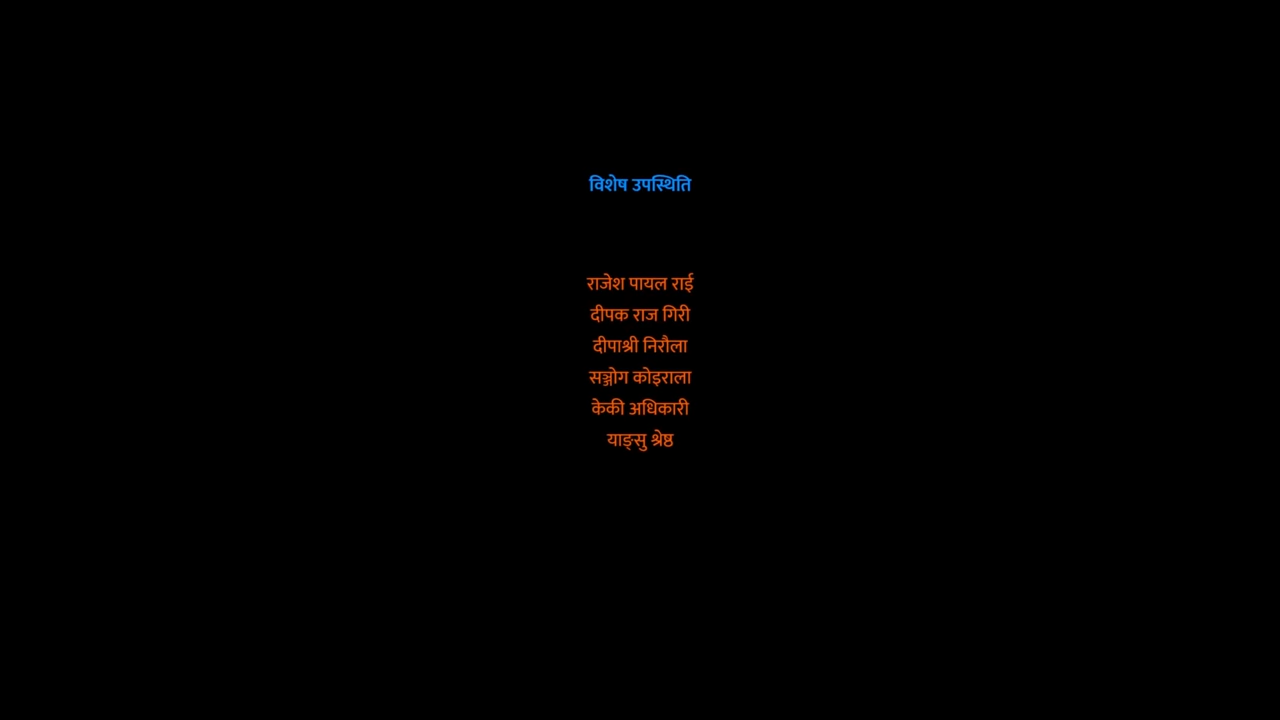 विशेष उपस्थिति
राजेश पायल राई
दीपक राज गिरी
दीपाश्री निरौला
सञ्जोग कोइराला
केकी अधिकारी
याङ्सु श्रेष्ठ